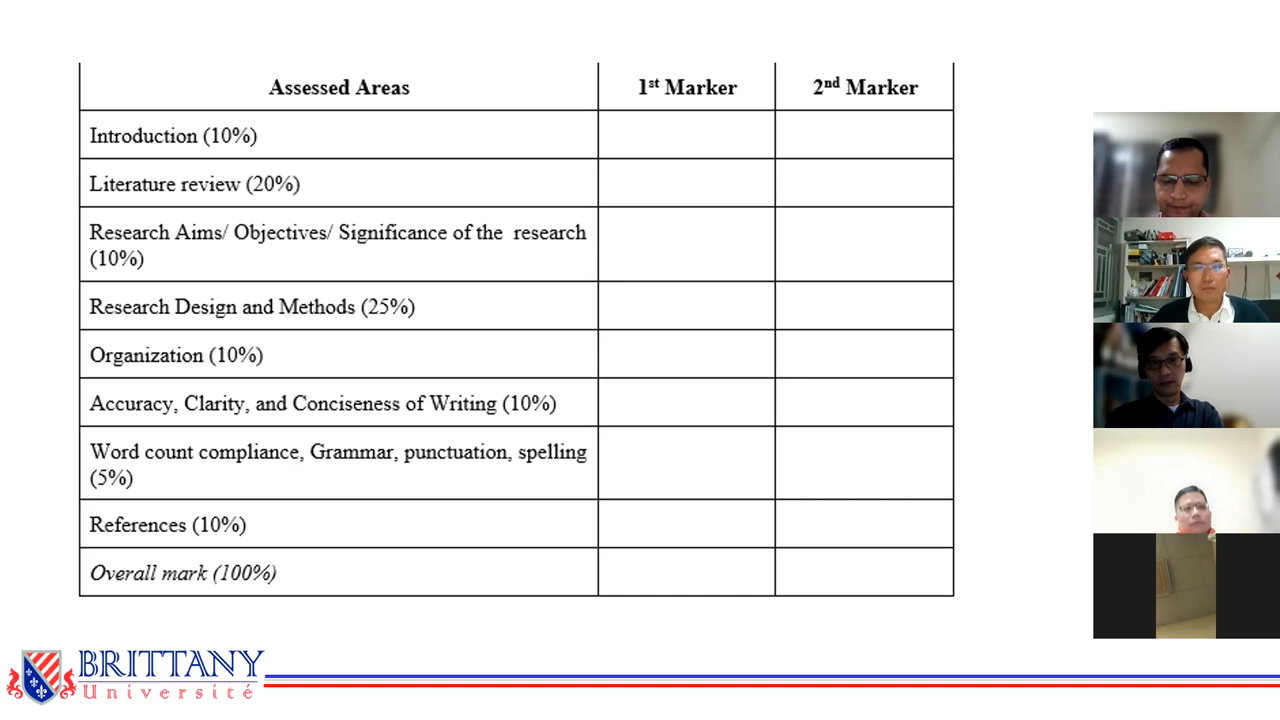 Assessed Areas 1st Marker 2nd Marker
Introduction (10%)
Literature review (20%)
Research Aims/ Objectives/ Significance of the research
(10%)
Research Design and Methods (25%)
Organization (10%)
Accuracy, Clarity, and Conciseness of Writing (10%)
Word count compliance, Grammar, punctuation, spelling
(5%)
References (10%)
Overall mark (100%)
BRITTANY
Université